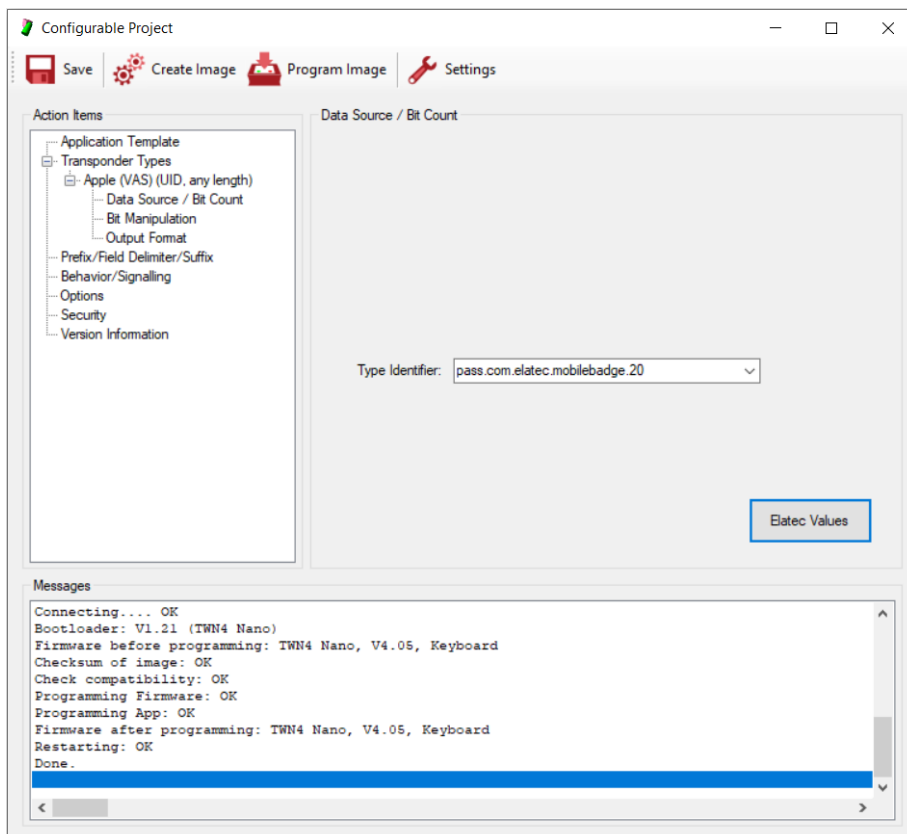 Configurable Project
Save Create Image Program Image Settings
Action Items
Application Template
Transponder Types
Apple (VAS) (UID, any length)
Data Source / Bit Count
Bit Manipulation
Output Format
Prefix/Field Delimiter/Suffix
Behavior/Signalling
Options
Security
Version Information
Data Source / Bit Count
Type Identifier: pass.com.elatec.mobilebadge.20
Elatec Values
Messages
Connecting.... OK
Bootloader: V1.21 (TWN4 Nano)
Firmware before programming: TWN4 Nano, V4.05, Keyboard
Checksum of image: OK
Check compatibility: OK
Programming Firmware: OK
Programming App: OK
Firmware after programming: TWN4 Nano, V4.05, Keyboard
Restarting: OK
Done.